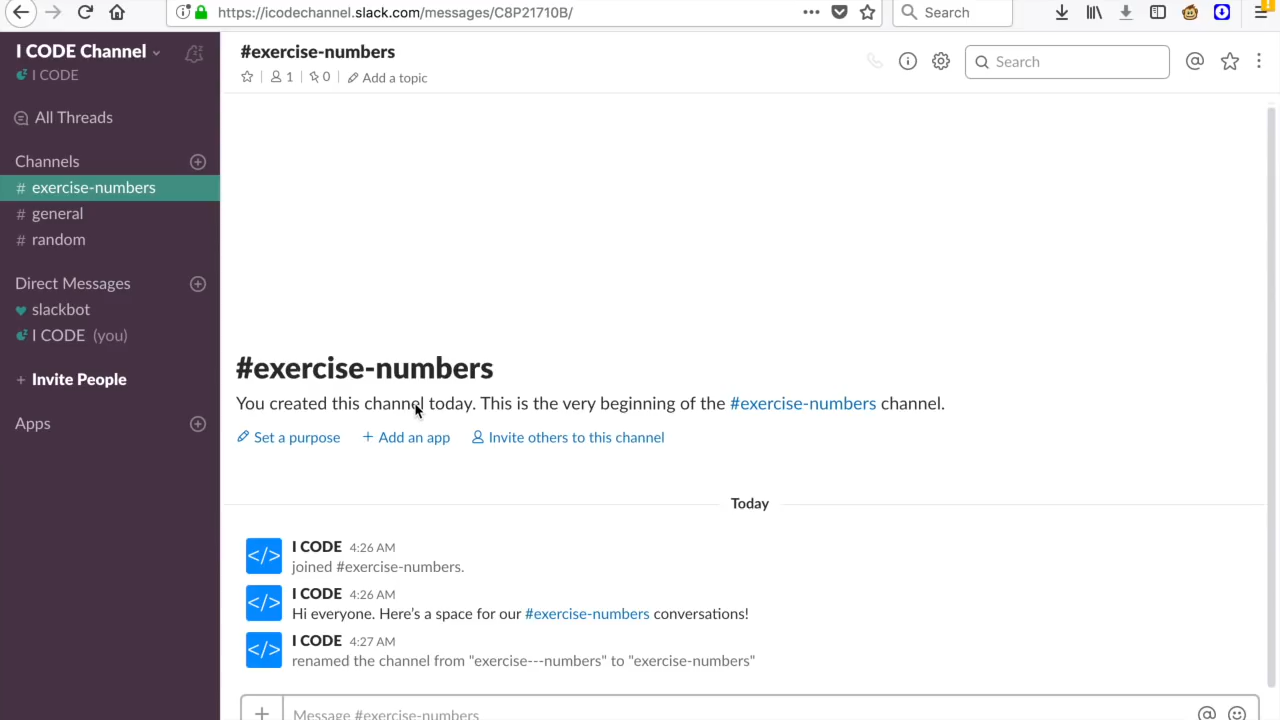 https://icodechannel.slack.com/messages/C8P21710B/
Search
I CODE Channel
I CODE
All Threads
Channels
# exercise-numbers
# general
# random
Direct Messages
slackbot
I CODE (you)
+ Invite People
Apps
#exercise-numbers
1
0
Add a topic
Search
#exercise-numbers
You created this channel today. This is the very beginning of the #exercise-numbers channel.
Set a purpose
+ Add an app
Invite others to this channel
Today
</> I CODE 4:26 AM
joined #exercise-numbers.
</> I CODE 4:26 AM
Hi everyone. Here's a space for our #exercise-numbers conversations!
</> I CODE 4:27 AM
renamed the channel from "exercise---numbers" to "exercise-numbers"
Message #exercise-numbers